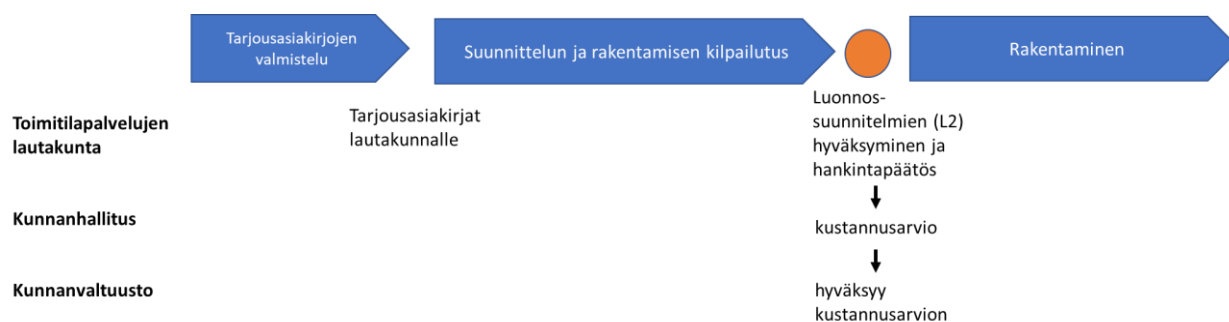 Tarjousasiakirjojen
valmistelu
Suunnittelun ja rakentamisen kilpailutus
Rakentaminen
Toimitilapalvelujen
lautakunta
Tarjousasiakirjat
lautakunnalle
Luonnos-
suunnitelmien (L2)
hyväksyminen ja
hankintapäätös
Kunnanhallitus
kustannusarvio
Kunnanvaltuusto
hyväksyy
kustannusarvion